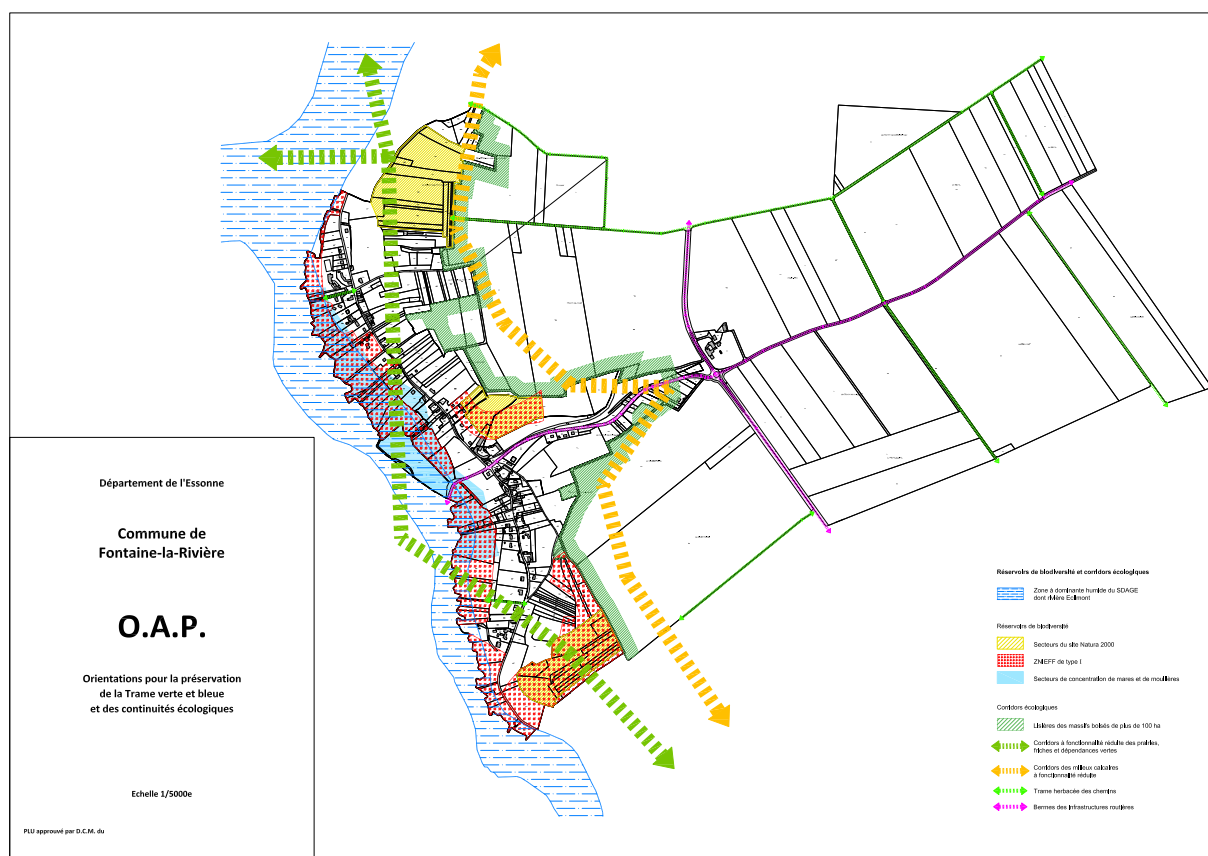 Département de l'Essonne
Commune de
Fontaine-la-Rivière
O.A.P.
Orientations pour la préservation
de la Trame verte et bleue
et des continuités écologiques
Echelle 1/5000e
PLU approuvé par D.C.M. du
Réservoirs de biodiversité et corridors écologiques
Zone à dominante humide du SDAGE
dont rivière Eclimont
Réservoirs de biodiversité
Secteurs du site Natura 2000
ZNIEFF de type I
Secteurs de concentration de mares et de mouillères
Corridors écologiques
Lisières des massifs boisés de plus de 100 ha
Corridors à fonctionnalité réduite des prairies,
friches et dépendances vertes
Corridors des milieux calcaires
à fonctionnalité réduite
Trame herbacée des chemins
Bermes des infrastructures routières